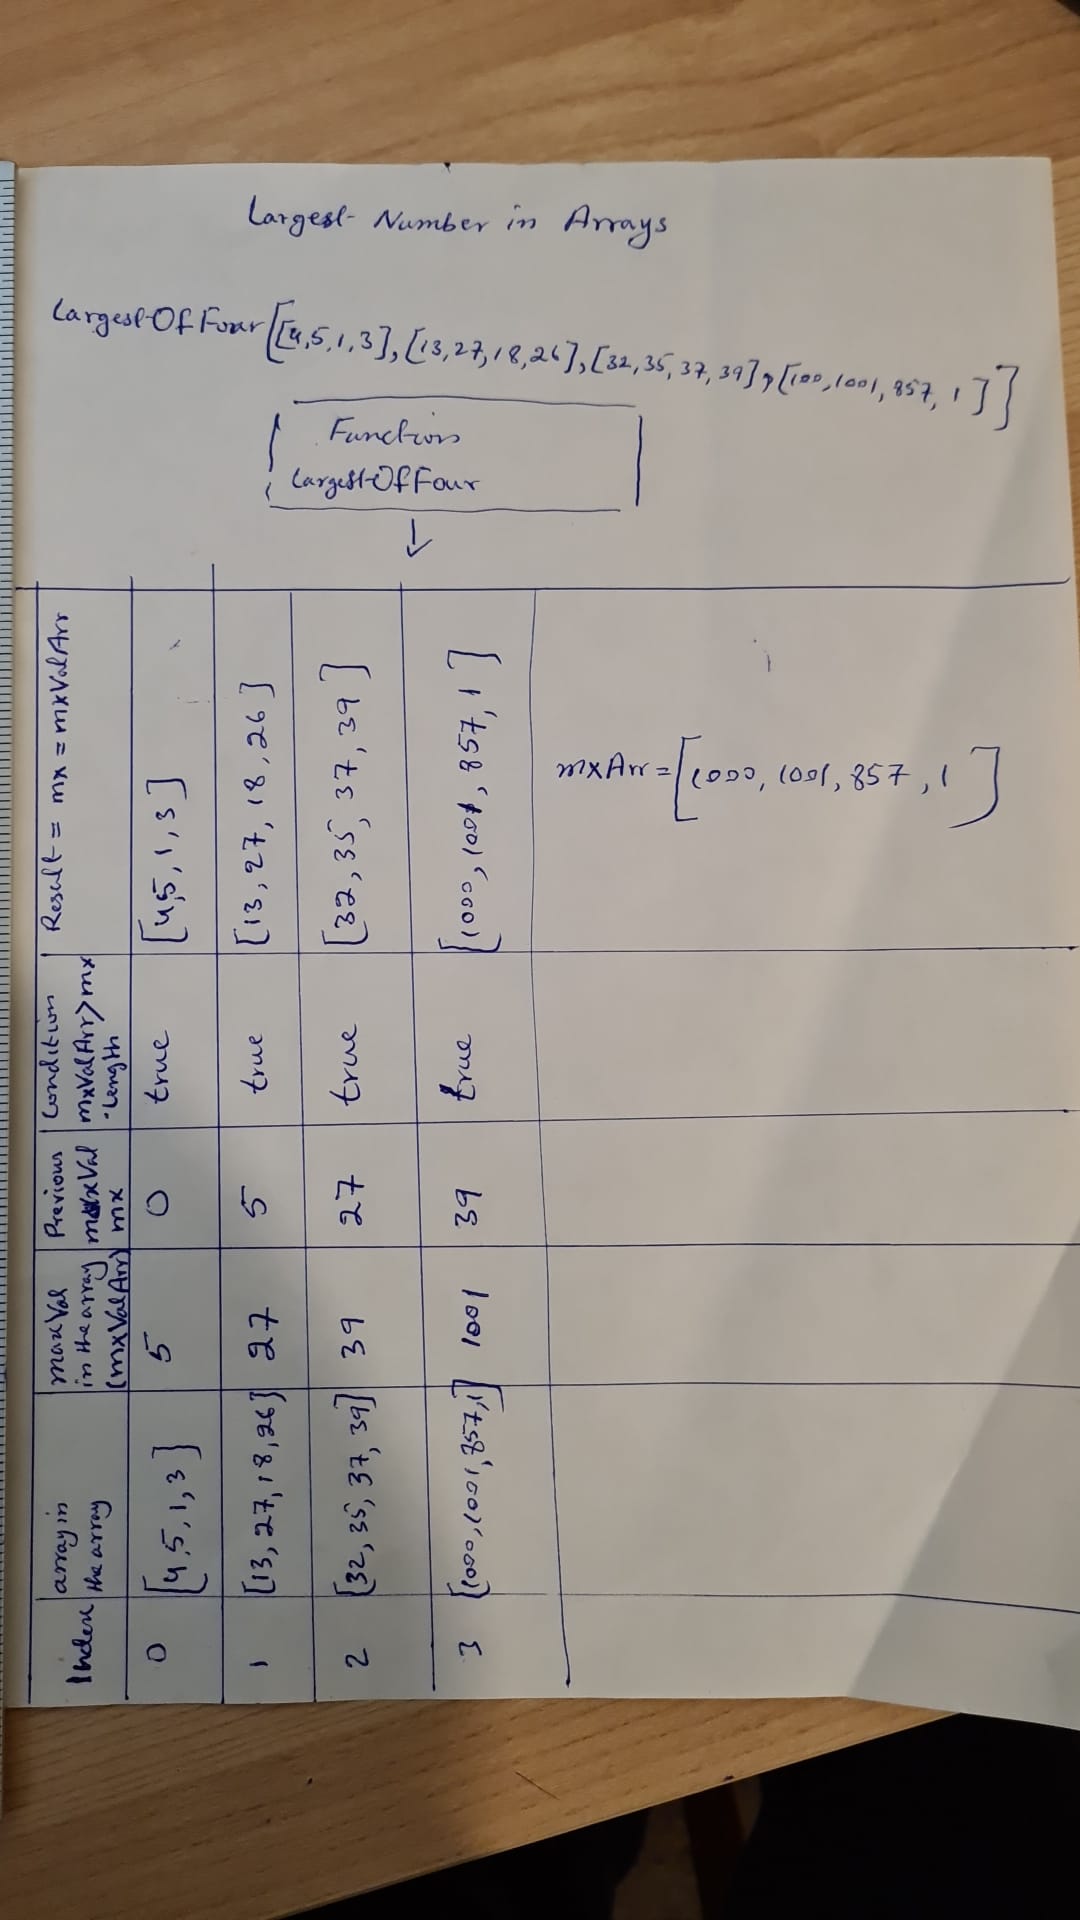 Largest Number in Arrays
LargestOfFour[[4,5,1,3],[13,27,18,26],[32,35,37,39],[100,1001,857,1]]
Function
LargestOfFour
↓
Index
array in
the array
maxVal
in the array
(mxValArr)
Previous
maxVal
mx
Condition
mxValArr>mx
.length
Result = mx = mxValArr
0 [4,5,1,3] 5 0 true [4,5,1,3]
1 [13,27,18,26] 27 5 true [13,27,18,26]
2 [32,35,37,39] 39 27 true [32,35,37,39]
3 [1000,1001,857,1] 1001 39 true [1000,1001,857,1]
mxArr=[1000,1001,857,1]